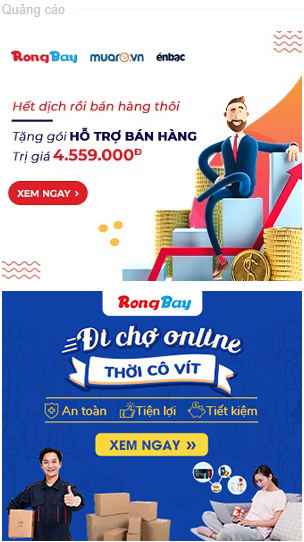 Quảng cáo
RongBay muare.vn énbạc
Hết dịch rồi bán hàng thôi
Tặng gói HỖ TRỢ BÁN HÀNG
Trị giá 4.559.000Đ
XEM NGAY >
RongBay
Đi chợ online
THỜI CÔ VÍT
An toàn Tiện lợi Tiết kiệm
XEM NGAY »